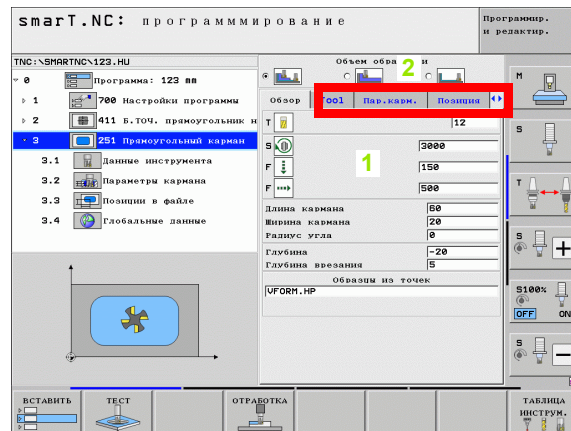 smarT.NC: программмирование
Программир.
и редактир.
TNC:\SMARTNC\123.HU
0 Программа: 123 мм
1 700 Настройки программы
2 411 Б.ТОЧ. прямоугольник н
3 251 Прямоугольный карман
3.1 Данные инструмента
3.2 Параметры кармана
3.3 Позиции в файле
3.4 Глобальные данные
Объем обра и
2
Обзор Tool Пар.карм. Позиция
T 12
S 3000
F 150
F 500
1
Длина кармана 60
Ширина кармана 20
Радиус угла 0
Глубина -20
Глубина врезания 5
Образцы из точек
VFORM.HP
M
S
T
S
S100%
OFF ON
S
ВСТАВИТЬ
ТЕСТ
ОТРАБОТКА
ТАБЛИЦА
ИНСТРУМ.